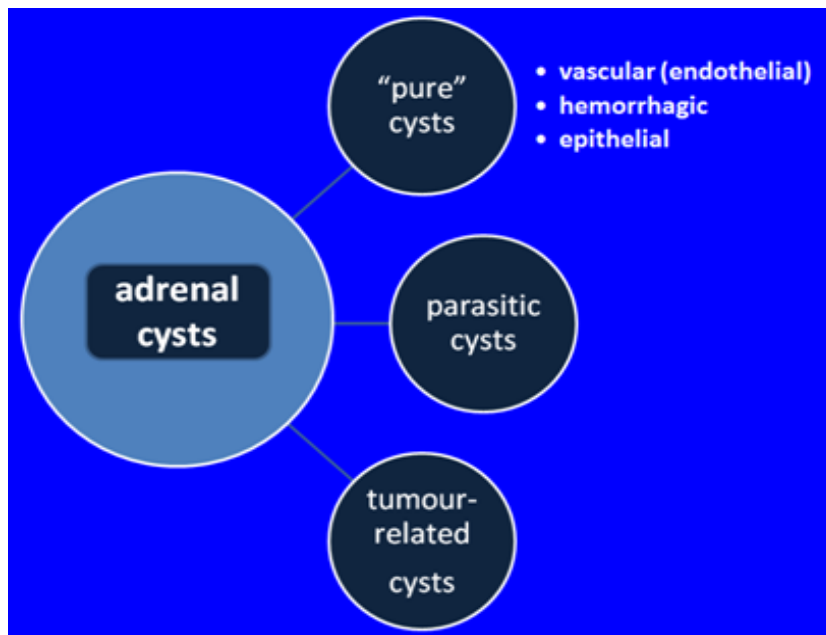 “pure”
cysts
• vascular (endothelial)
• hemorrhagic
• epithelial
adrenal
cysts
parasitic
cysts
tumour-
related
cysts